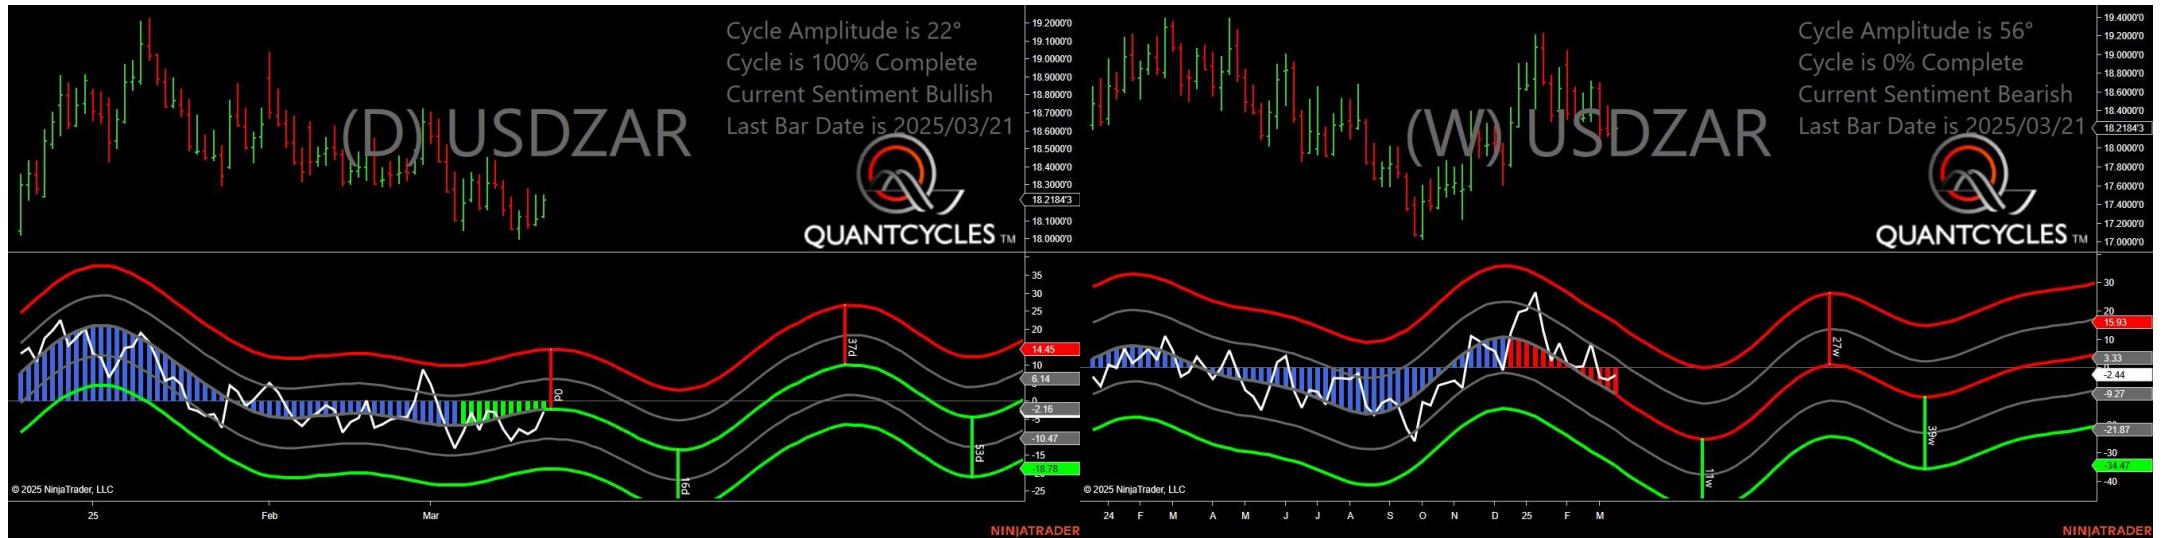 Cycle Amplitude is 22°
Cycle is 100% Complete
Current Sentiment Bullish
Last Bar Date is 2025/03/21
(D) USDZAR
QUANTCYCLES TM
19.2000'0
19.1000'0
19.0000'0
18.9000'0
18.8000'0
18.7000'0
18.6000'0
18.5000'0
18.4000'0
18.3000'0
18.2184'3
18.1000'0
18.0000'0
35
30
25
20
14.45
10
6.14
0
-2.16
-5
-10.47
-15
-18.78
-25
0d
16d
37d
53d
© 2025 NinjaTrader, LLC
25
Feb
Mar
NINJATRADER
Cycle Amplitude is 56°
Cycle is 0% Complete
Current Sentiment Bearish
Last Bar Date is 2025/03/21
(W) USDZAR
QUANTCYCLES TM
19.4000'0
19.2000'0
19.0000'0
18.8000'0
18.6000'0
18.4000'0
18.2184'3
18.0000'0
17.8000'0
17.6000'0
17.4000'0
17.2000'0
17.0000'0
30
20
15.93
10
3.33
-2.44
-9.27
-21.87
-34.47
-40
11w
27w
39w
© 2025 NinjaTrader, LLC
24
F
M
A
M
J
J
A
S
O
N
D
25
F
M
NINJATRADER